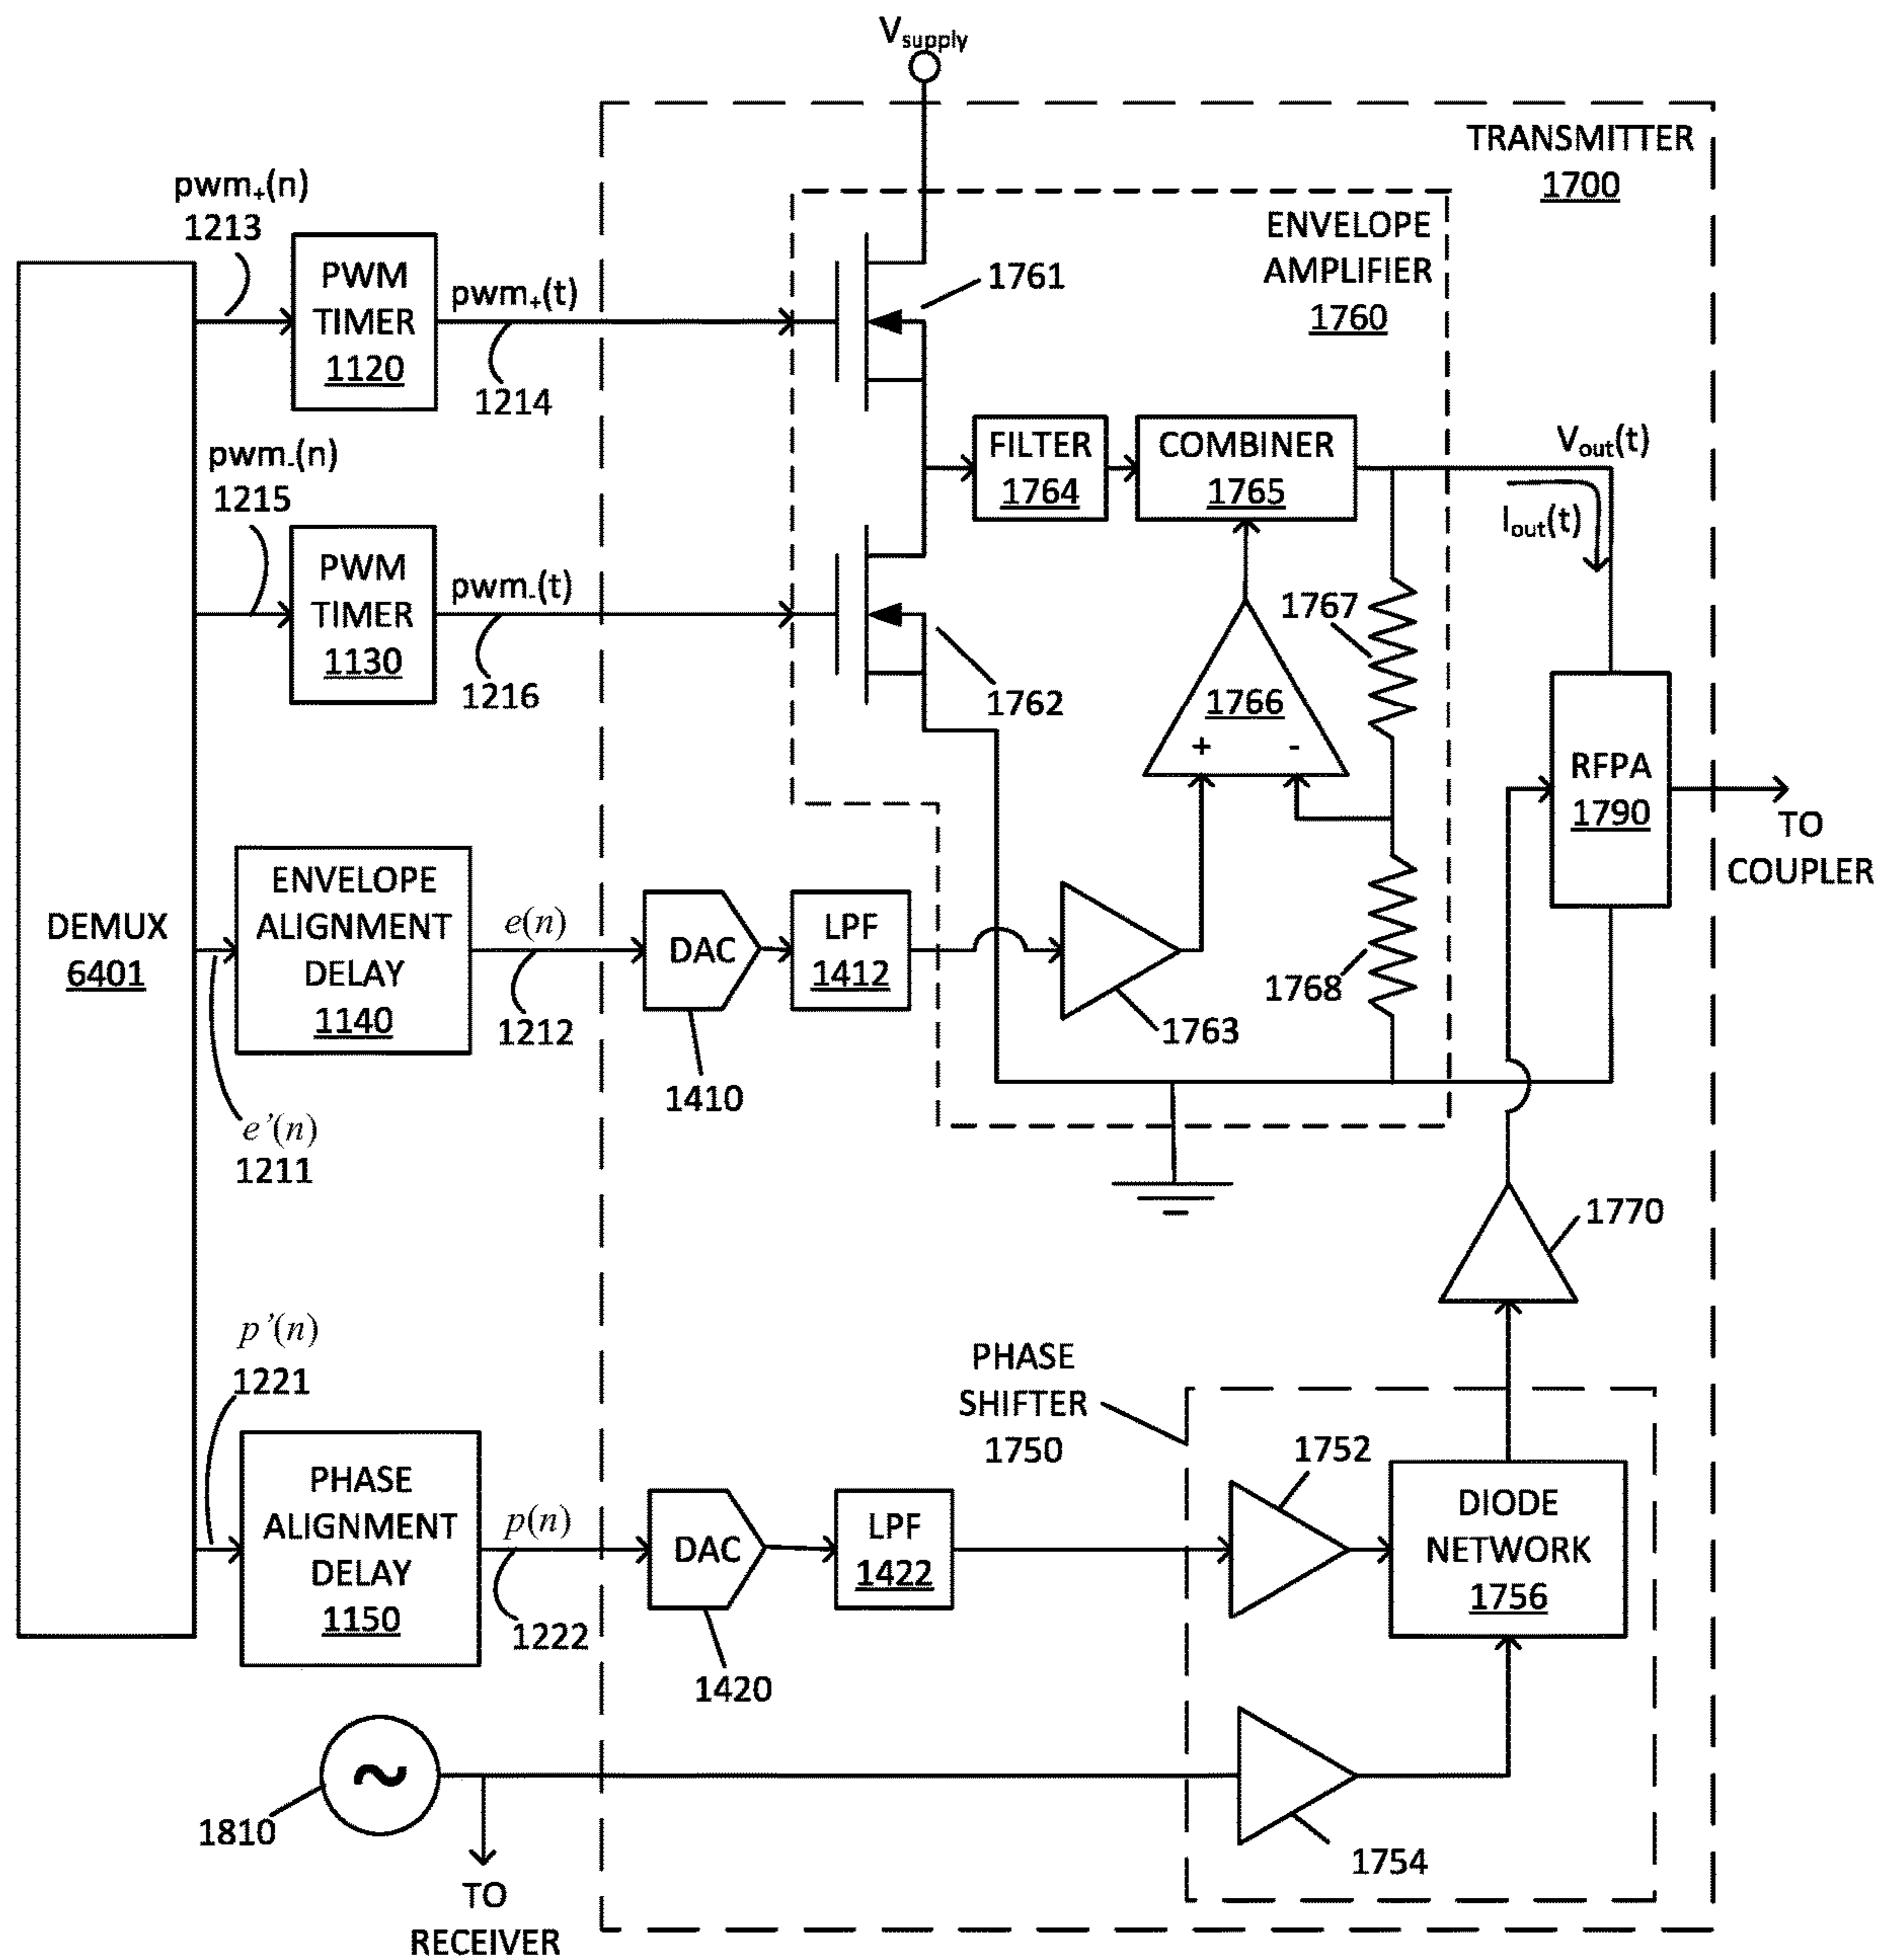 Vsupply
TRANSMITTER
1700
pwm+(n)
1213
PWM
TIMER
1120
pwm+(t)
1214
ENVELOPE
AMPLIFIER
1760
1761
pwm-(n)
1215
PWM
TIMER
1130
pwm-(t)
1216
1762
FILTER
1764
COMBINER
1765
Vout(t)
Iout(t)
1767
1766
+ -
RFPA
1790
TO
COUPLER
DEMUX
6401
ENVELOPE
ALIGNMENT
DELAY
1140
e(n)
1212
DAC
1410
LPF
1412
1763
1768
e’(n)
1211
1770
p’(n)
1221
PHASE
SHIFTER
1750
PHASE
ALIGNMENT
DELAY
1150
p(n)
1222
DAC
1420
LPF
1422
1752
DIODE
NETWORK
1756
~
1810
TO
RECEIVER
1754